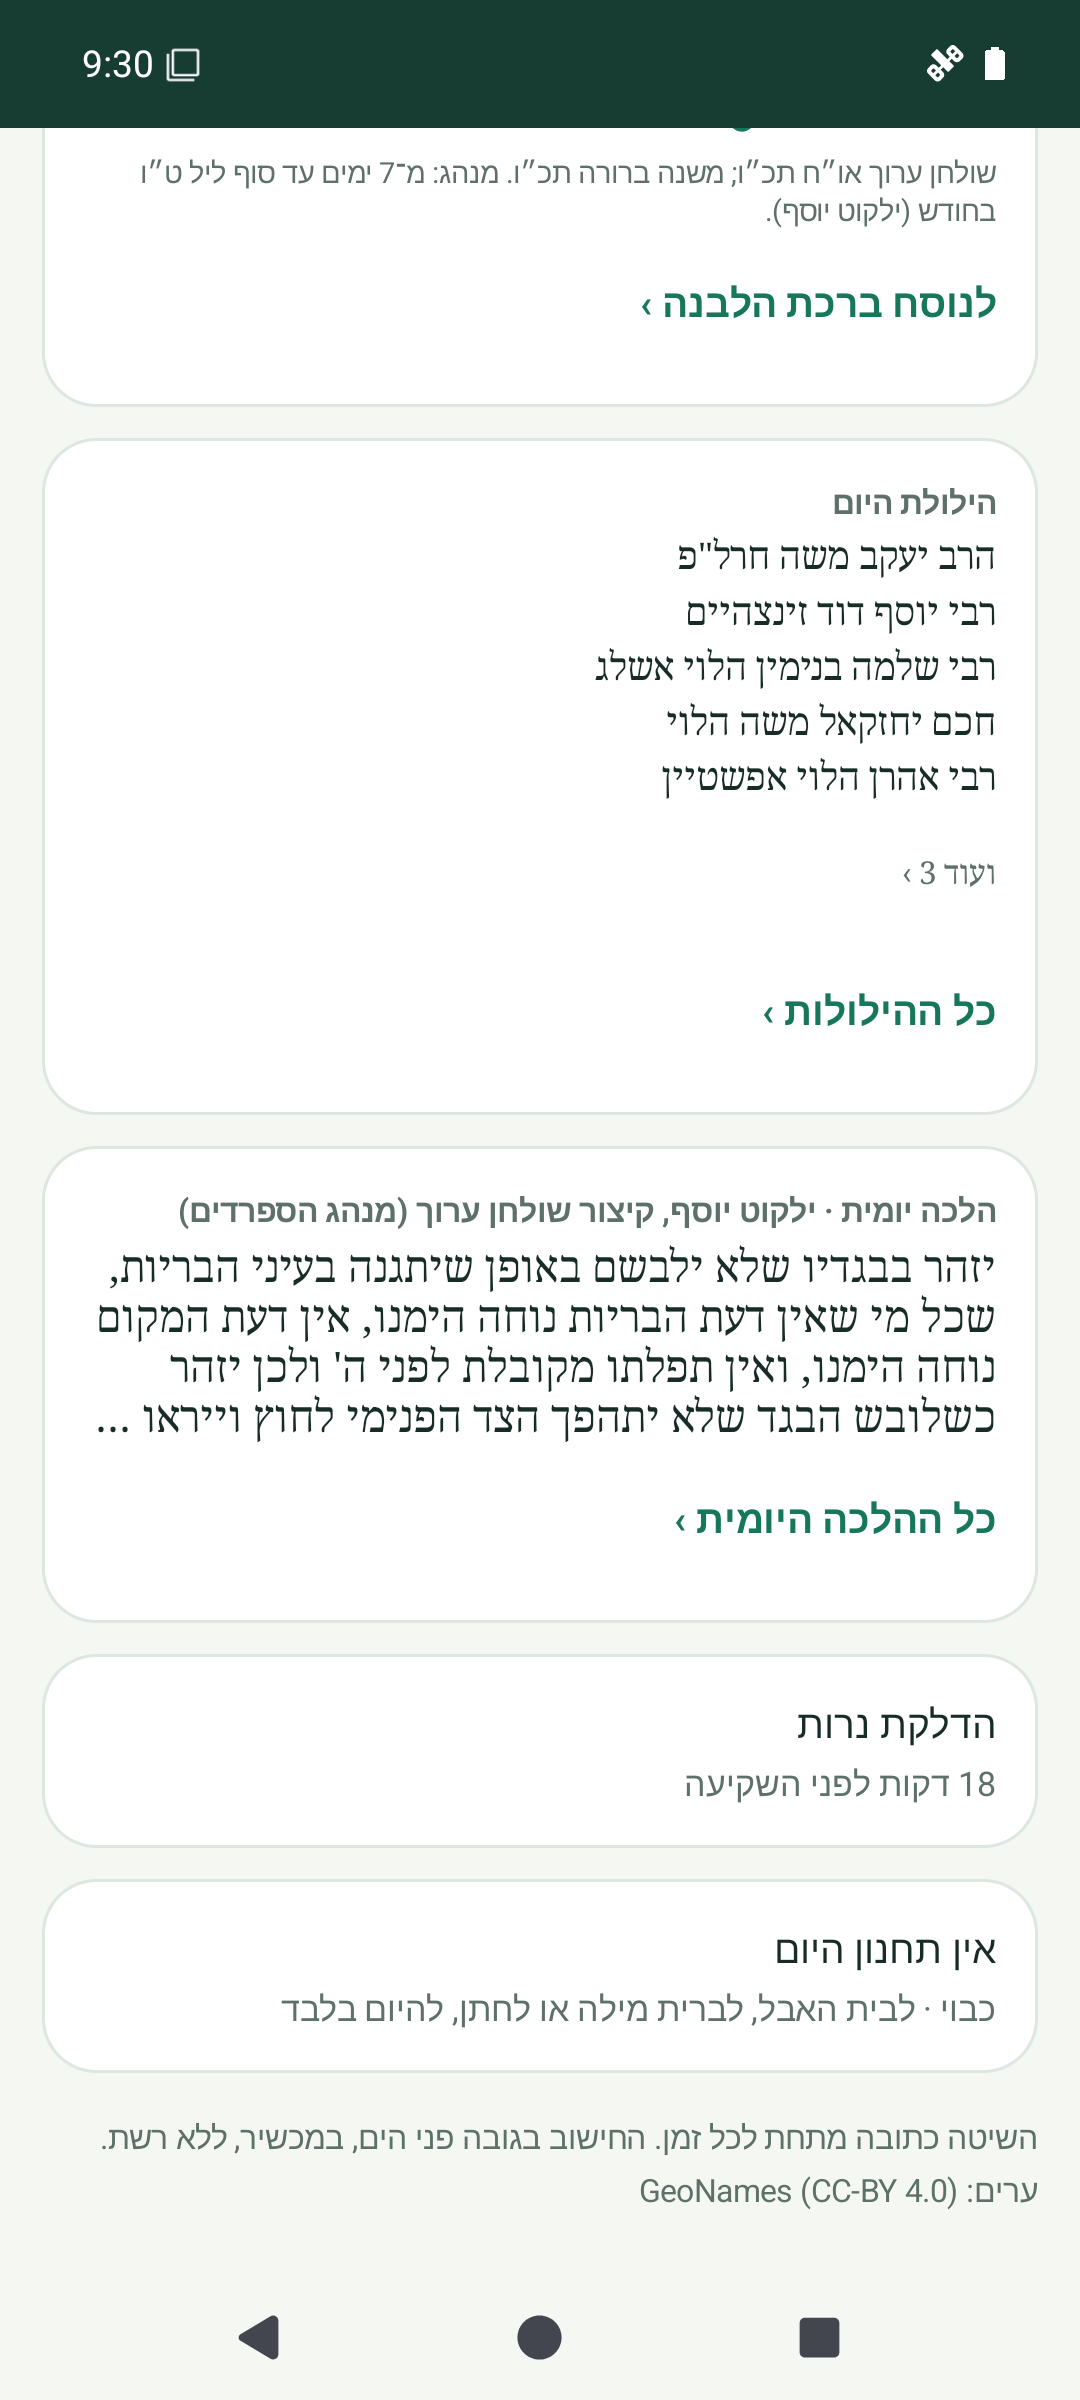 9:30
שולחן ערוך או״ח תכ״ו; משנה ברורה תכ״ו. מנהג: מ־7 ימים עד סוף ליל ט״ו
בחודש (ילקוט יוסף).
לנוסח ברכת הלבנה ›
הילולת היום
הרב יעקב משה חרל"פ
רבי יוסף דוד זינצהיים
רבי שלמה בנימין הלוי אשלג
חכם יחזקאל משה הלוי
רבי אהרן הלוי אפשטיין
ועוד 3 ›
כל ההילולות ›
הלכה יומית · ילקוט יוסף, קיצור שולחן ערוך (מנהג הספרדים)
יזהר בבגדיו שלא ילבשם באופן שיתגנה בעיני הבריות,
שכל מי שאין דעת הבריות נוחה הימנו, אין דעת המקום
נוחה הימנו, ואין תפלתו מקובלת לפני ה' ולכן יזהר
כשלובש הבגד שלא יתהפך הצד הפנימי לחוץ וייראו ...
כל ההלכה היומית ›
הדלקת נרות
18 דקות לפני השקיעה
אין תחנון היום
כבוי · לבית האבל, לברית מילה או לחתן, להיום בלבד
השיטה כתובה מתחת לכל זמן. החישוב בגובה פני הים, במכשיר, ללא רשת.
ערים: GeoNames (CC-BY 4.0)